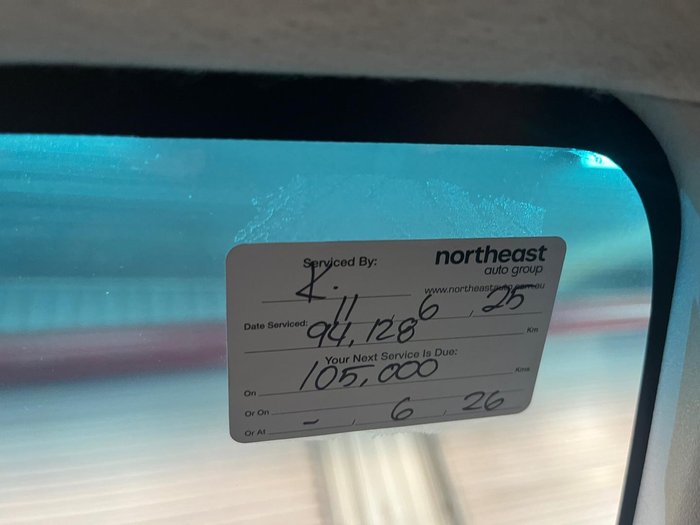 northeast
auto group
Serviced By: K.
www.northeastauto.com.au
Date Serviced: 11 , 6 , 25
94,128 Km
Your Next Service Is Due:
On 105,000 Kms
Or On
Or At - , 6 , 26